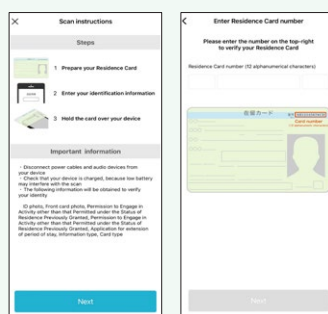 Scan instructions
Steps
1 Prepare your Residence Card
2 Enter your identification information
3 Hold the card over your device
Important information
・Disconnect power cables and audio devices from
your device
・Check that your device is charged, because low battery
may interfere with the scan
・The following information will be obtained to verify
your identity
ID photo, Front card photo, Permission to Engage in
Activity other than that Permitted under the Status of
Residence Previously Granted, Permission to Engage in
Activity other than that Permitted under the Status of
Residence Previously Granted, Application for extension
of period of stay, Information type, Card type
Next
Enter Residence Card number
Please enter the number on the top-right
to verify your Residence Card
Residence Card number (12 alphanumerical characters)
在留カード
Card number
Next